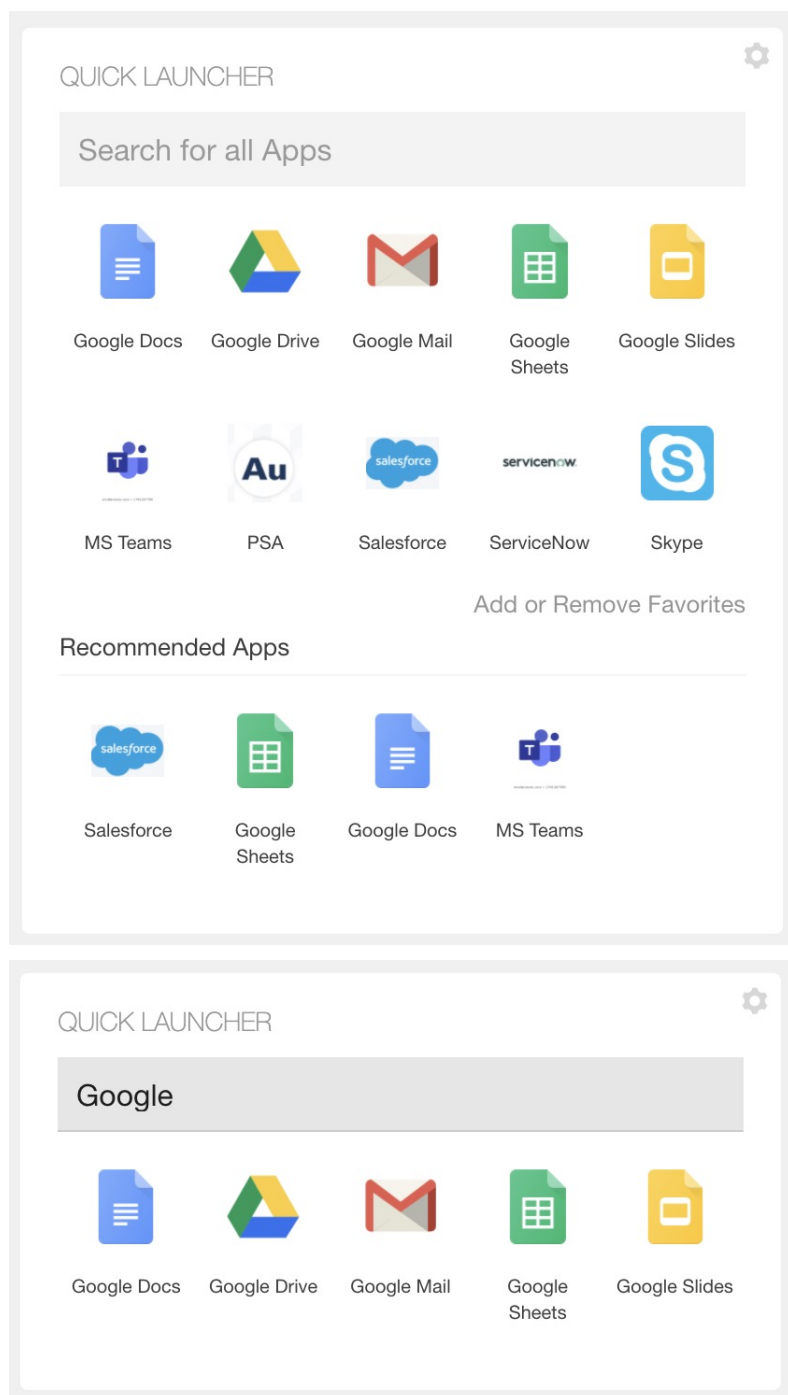 QUICK LAUNCHER
Search for all Apps
Google Docs
Google Drive
Google Mail
Google
Sheets
Google Slides
T
Au
salesforce
servicenow
S
MS Teams
PSA
Salesforce
ServiceNow
Skype
Add or Remove Favorites
Recommended Apps
salesforce
T
Salesforce
Google
Sheets
Google Docs
MS Teams
QUICK LAUNCHER
Google
Google Docs
Google Drive
Google Mail
Google
Sheets
Google Slides